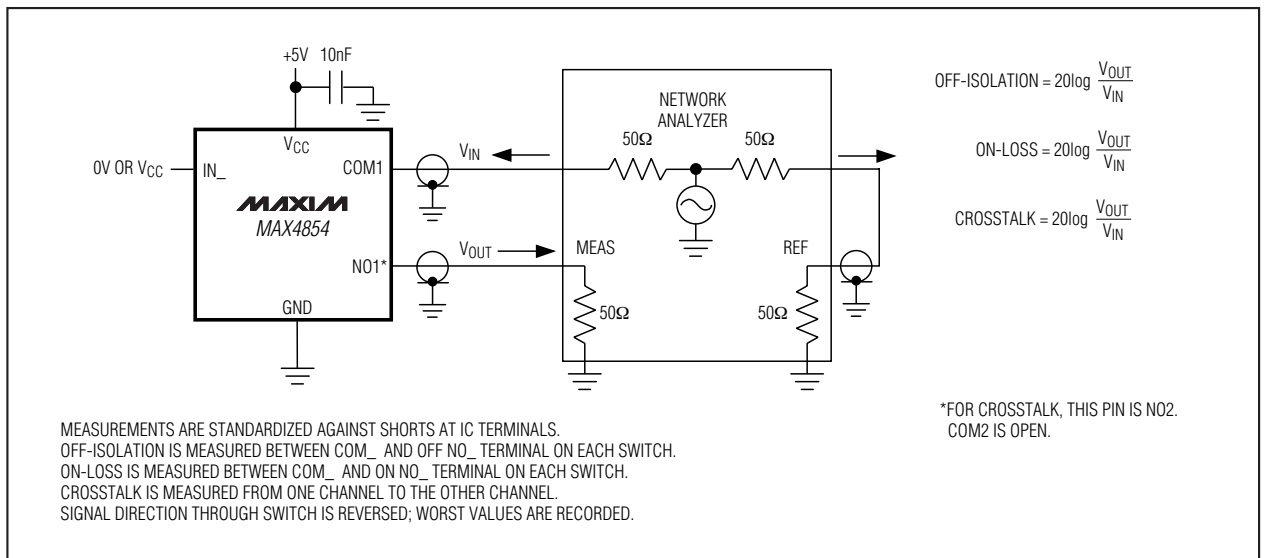 +5V 10nF
VCC
0V OR VCC
IN_
COM1
MAXIM
MAX4854
NO1*
GND
VIN
VOUT
NETWORK
ANALYZER
50Ω
50Ω
MEAS
REF
50Ω
50Ω
OFF-ISOLATION = 20log VOUT
VIN
ON-LOSS = 20log VOUT
VIN
CROSSTALK = 20log VOUT
VIN
MEASUREMENTS ARE STANDARDIZED AGAINST SHORTS AT IC TERMINALS.
OFF-ISOLATION IS MEASURED BETWEEN COM_ AND OFF NO_ TERMINAL ON EACH SWITCH.
ON-LOSS IS MEASURED BETWEEN COM_ AND ON NO_ TERMINAL ON EACH SWITCH.
CROSSTALK IS MEASURED FROM ONE CHANNEL TO THE OTHER CHANNEL.
SIGNAL DIRECTION THROUGH SWITCH IS REVERSED; WORST VALUES ARE RECORDED.
*FOR CROSSTALK, THIS PIN IS NO2.
COM2 IS OPEN.